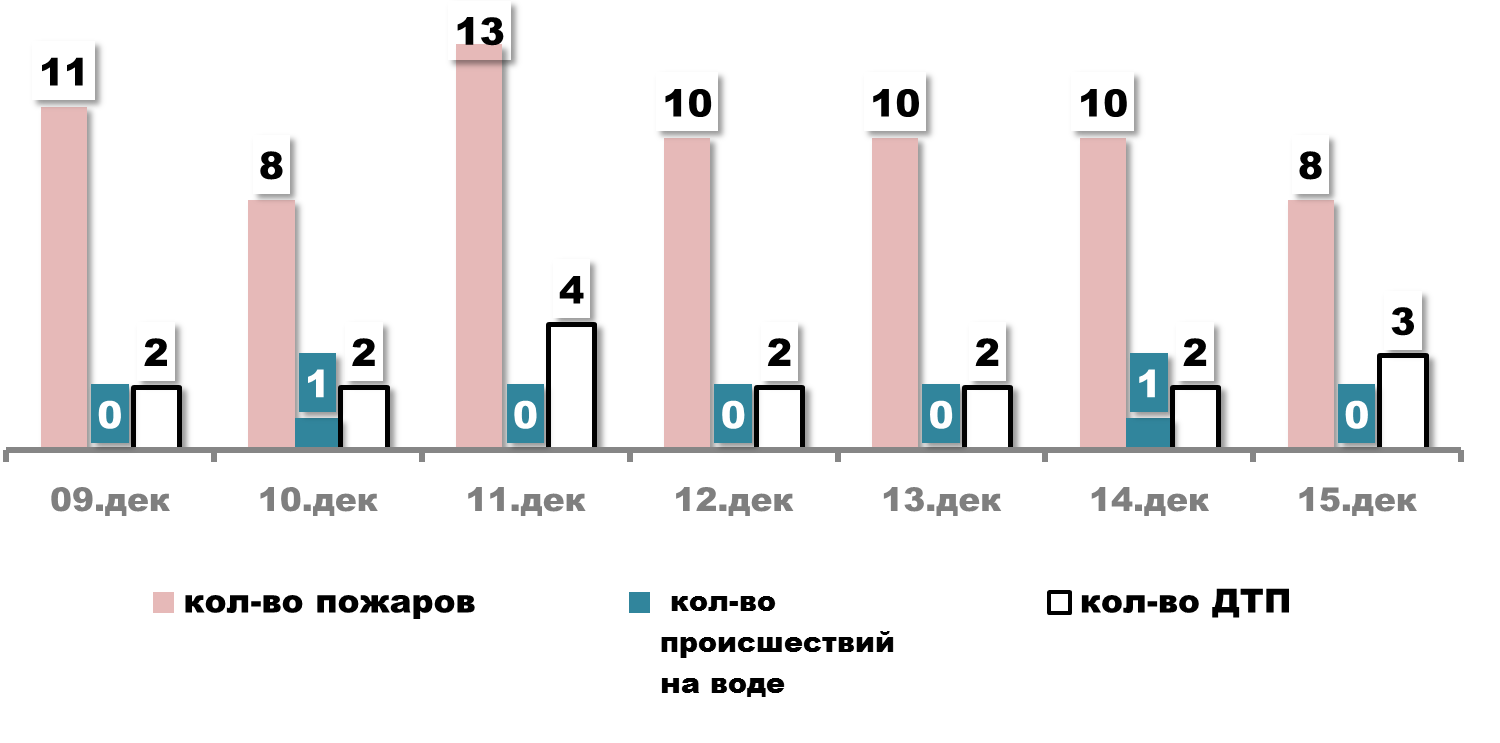 13
11
10
10
10
8
8
4
3
2
2
2
2
2
1
1
0
0
0
0
0
09.дек
10.дек
11.дек
12.дек
13.дек
14.дек
15.дек
кол-во пожаров
кол-во
происшествий
на воде
кол-во ДТП